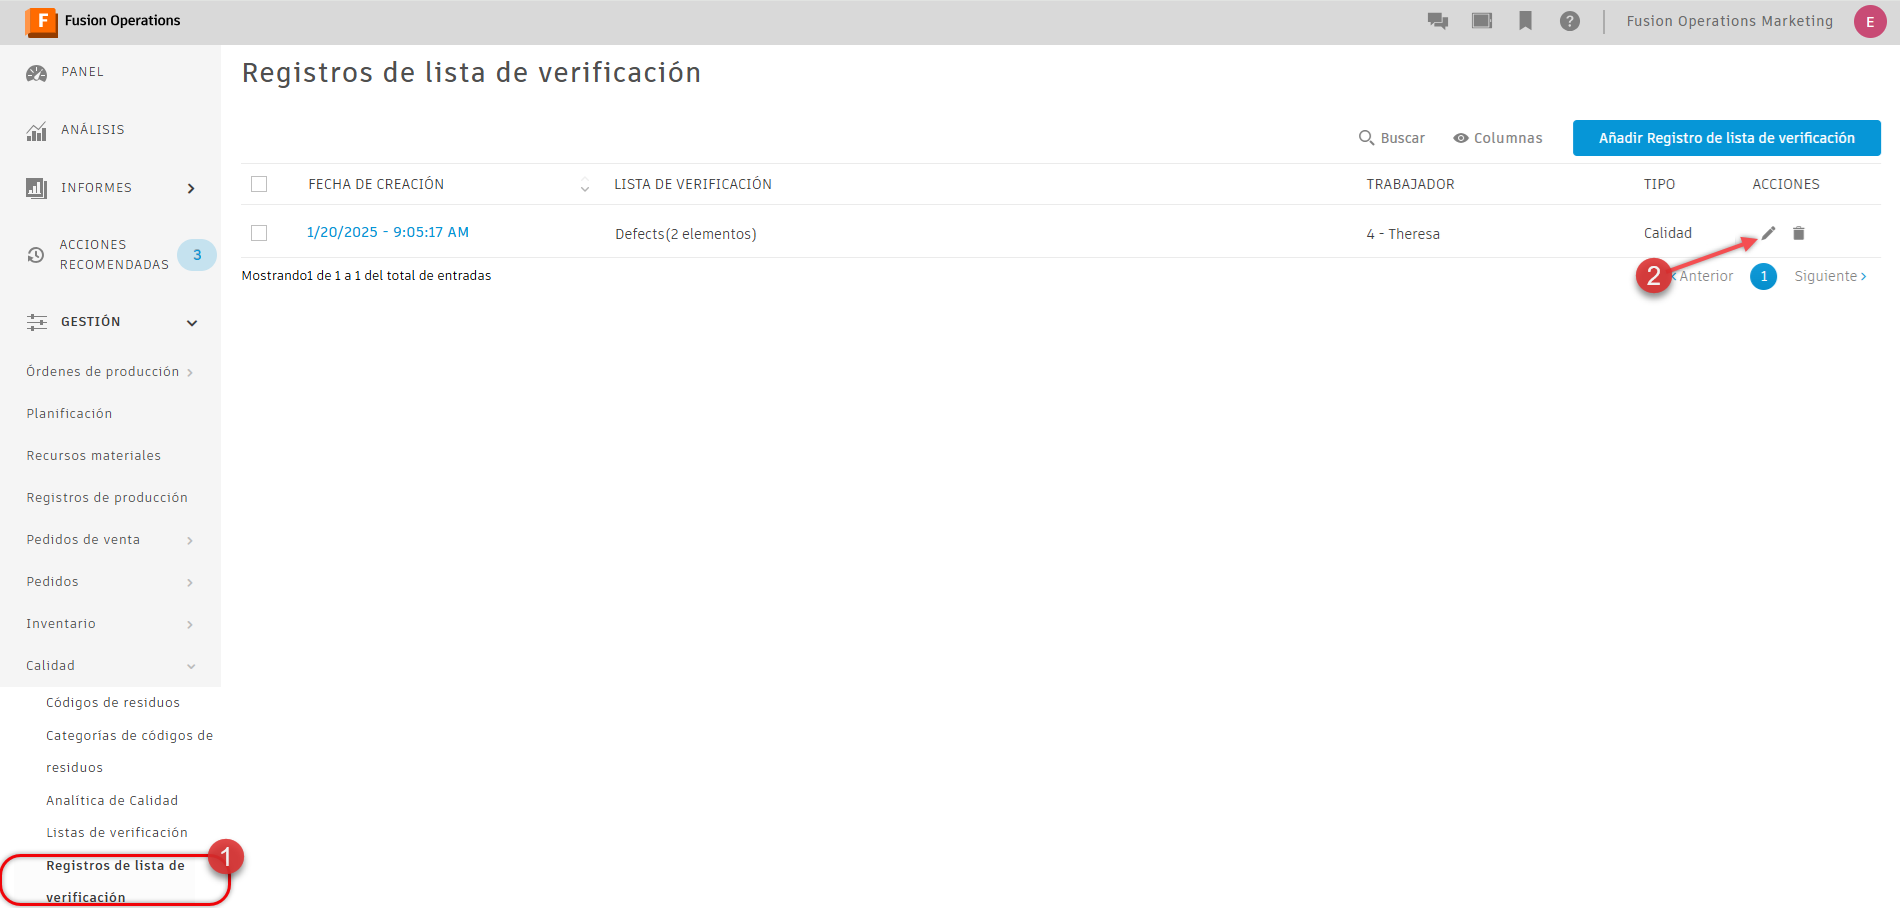 F Fusion Operations
? Fusion Operations Marketing E
PANEL
ANÁLISIS
INFORMES
ACCIONES
RECOMENDADAS
3
GESTIÓN
Órdenes de producción
Planificación
Recursos materiales
Registros de producción
Pedidos de venta
Pedidos
Inventario
Calidad
Códigos de residuos
Categorías de códigos de
residuos
Analítica de Calidad
Listas de verificación
Registros de lista de
verificación
1
Registros de lista de verificación
Buscar Columnas Añadir Registro de lista de verificación
FECHA DE CREACIÓN LISTA DE VERIFICACIÓN TRABAJADOR TIPO ACCIONES
1/20/2025 - 9:05:17 AM Defects(2 elementos) 4 - Theresa Calidad
Mostrando1 de 1 a 1 del total de entradas
2 Anterior 1 Siguiente